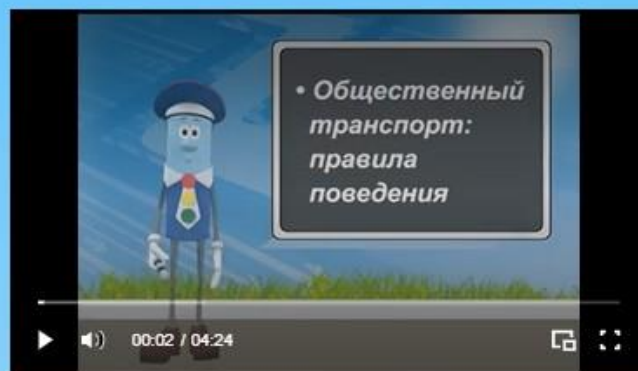 • Общественный
транспорт:
правила
поведения
00:02 / 04:24